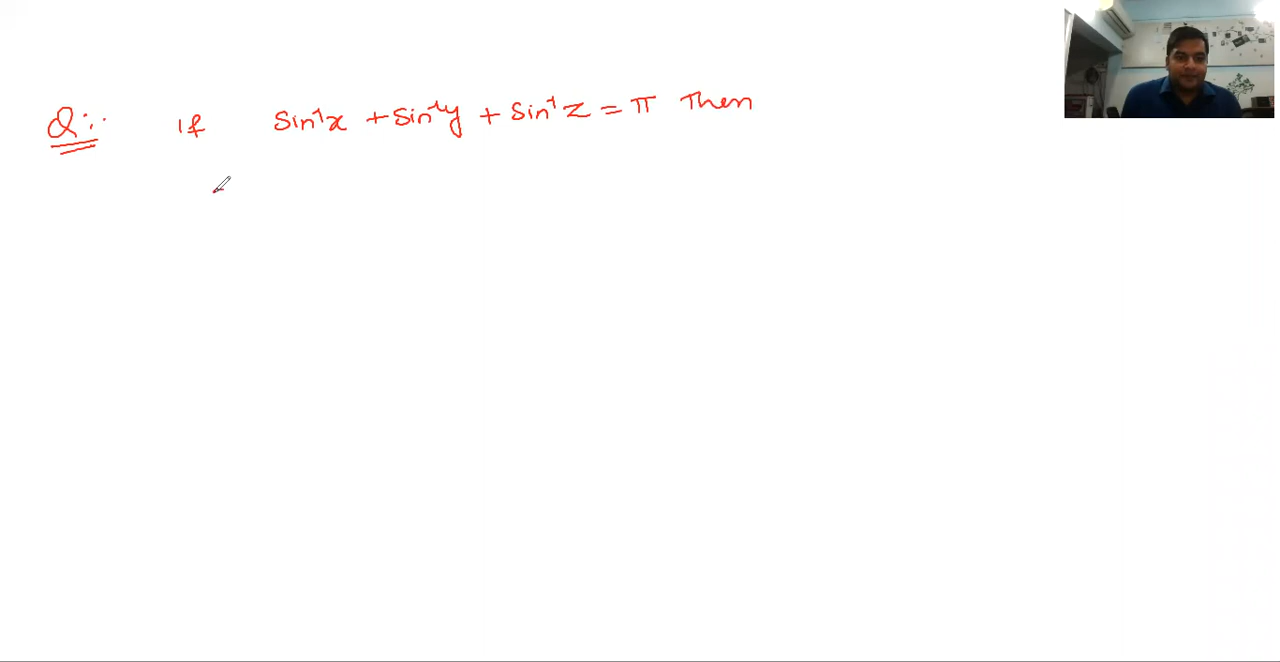 Q:. If sin⁻¹x + sin⁻¹y + sin⁻¹z = π Then